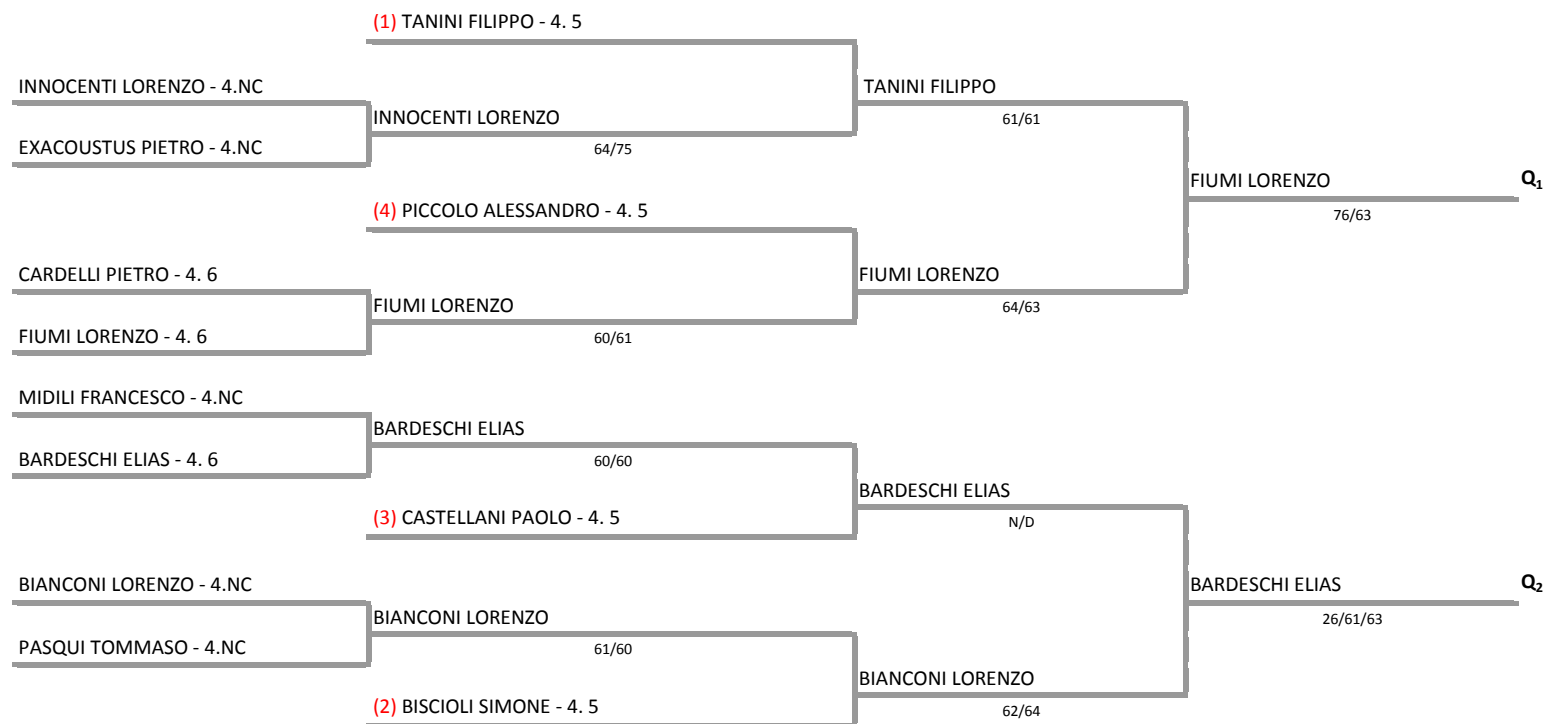 (1) TANINI FILIPPO - 4. 5
INNOCENTI LORENZO - 4.NC
TANINI FILIPPO
INNOCENTI LORENZO
61/61
EXACOUSTUS PIETRO - 4.NC
64/75
FIUMI LORENZO
Q1
(4) PICCOLO ALESSANDRO - 4. 5
76/63
CARDELLI PIETRO - 4. 6
FIUMI LORENZO
FIUMI LORENZO
64/63
FIUMI LORENZO - 4. 6
60/61
MIDILI FRANCESCO - 4.NC
BARDESCHI ELIAS
BARDESCHI ELIAS - 4. 6
60/60
BARDESCHI ELIAS
(3) CASTELLANI PAOLO - 4. 5
N/D
BIANCONI LORENZO - 4.NC
BARDESCHI ELIAS
Q2
BIANCONI LORENZO
26/61/63
PASQUI TOMMASO - 4.NC
61/60
BIANCONI LORENZO
(2) BISCIOLI SIMONE - 4. 5
62/64